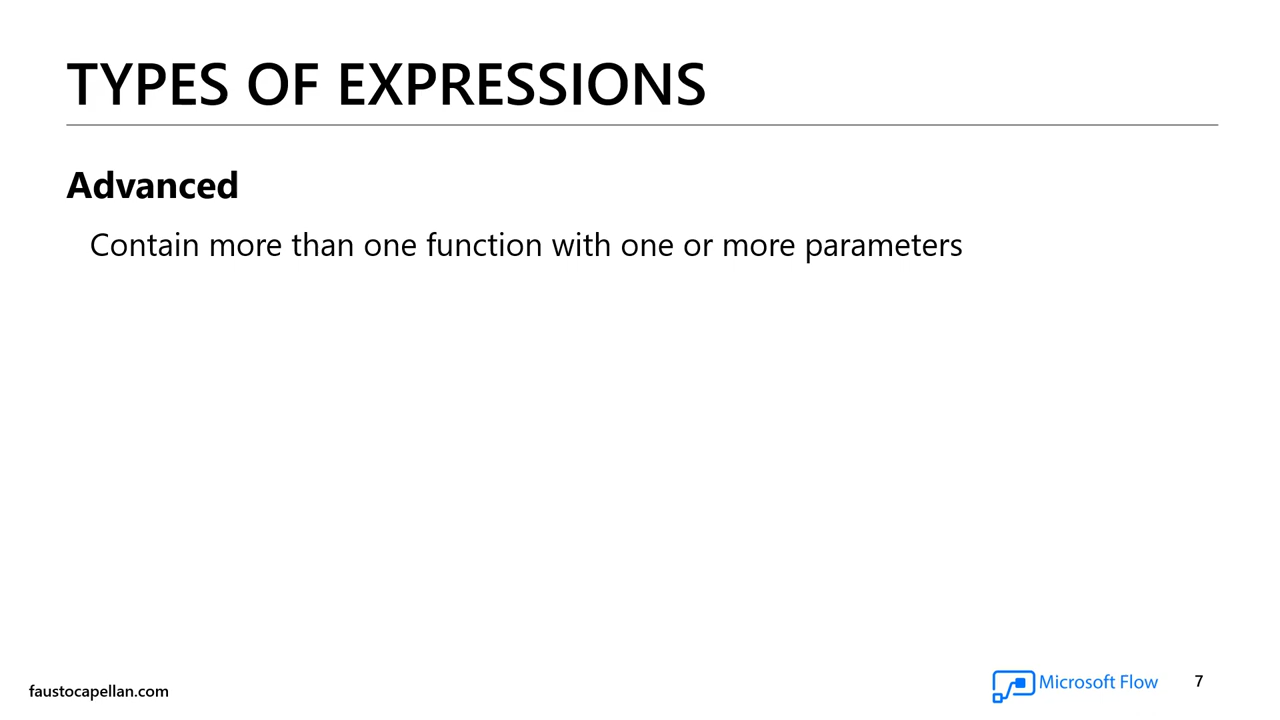 TYPES OF EXPRESSIONS
Advanced
Contain more than one function with one or more parameters
faustocapellan.com
Microsoft Flow
7